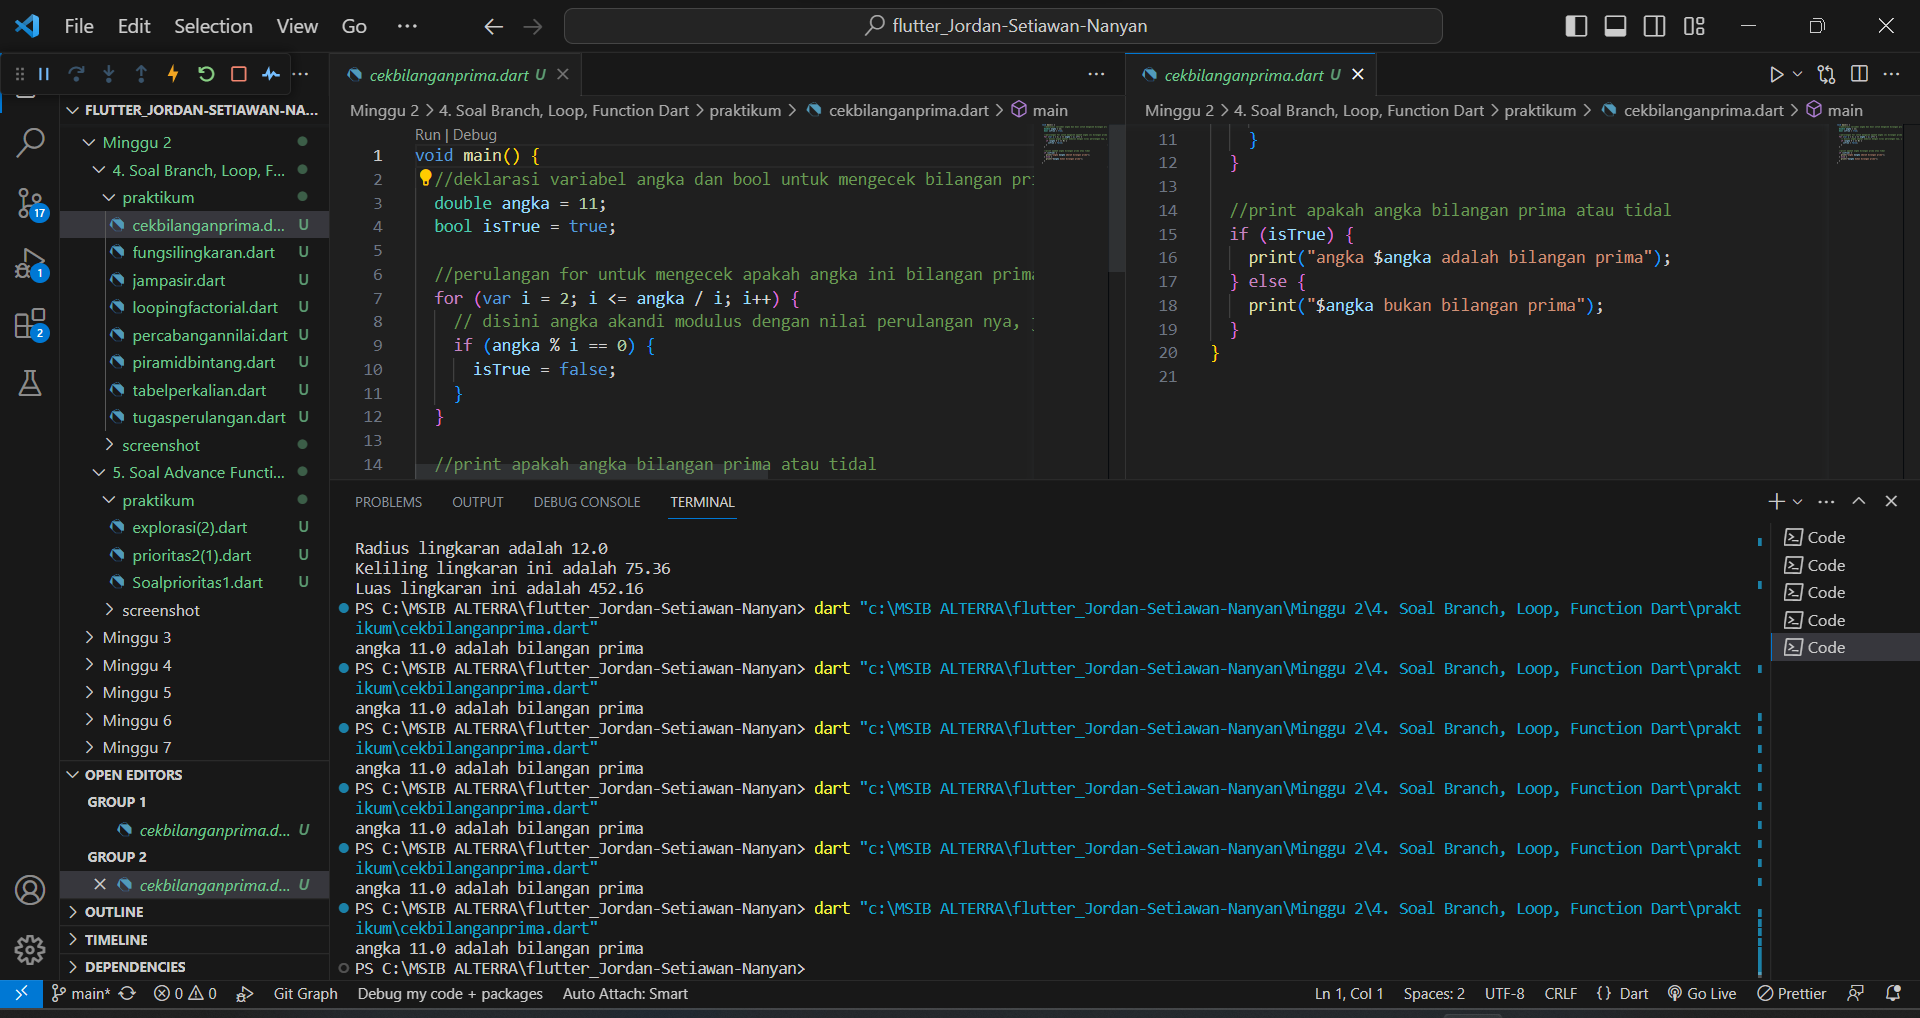 File Edit Selection View Go ··· flutter_Jordan-Setiawan-Nanyan
FLUTTER_JORDAN-SETIAWAN-NA...
Minggu 2
4. Soal Branch, Loop, F...
praktikum
cekbilanganprima.d... U
fungsilingkaran.dart U
jampasir.dart U
loopingfactorial.dart U
percabangannilai.dart U
piramidbintang.dart U
tabelperkalian.dart U
tugasperulangan.dart U
screenshot
5. Soal Advance Functi...
praktikum
explorasi(2).dart U
prioritas2(1).dart U
Soalprioritas1.dart U
screenshot
Minggu 3
Minggu 4
Minggu 5
Minggu 6
Minggu 7
OPEN EDITORS
GROUP 1
cekbilanganprima.d... U
GROUP 2
cekbilanganprima.d... U
OUTLINE
TIMELINE
DEPENDENCIES
17
1
2
cekbilanganprima.dart U
Minggu 2 > 4. Soal Branch, Loop, Function Dart > praktikum > cekbilanganprima.dart > main
Run | Debug
1 void main() {
2 //deklarasi variabel angka dan bool untuk mengecek bilangan pri
3 double angka = 11;
4 bool isTrue = true;
5
6 //perulangan for untuk mengecek apakah angka ini bilangan prima
7 for (var i = 2; i <= angka / i; i++) {
8 // disini angka akandi modulus dengan nilai perulangan nya,
9 if (angka % i == 0) {
10 isTrue = false;
11 }
12 }
13
14 //print apakah angka bilangan prima atau tidal
cekbilanganprima.dart U
Minggu 2 > 4. Soal Branch, Loop, Function Dart > praktikum > cekbilanganprima.dart > main
11 }
12 }
13
14 //print apakah angka bilangan prima atau tidal
15 if (isTrue) {
16 print("angka $angka adalah bilangan prima");
17 } else {
18 print("$angka bukan bilangan prima");
19 }
20 }
21
PROBLEMS OUTPUT DEBUG CONSOLE TERMINAL
Radius lingkaran adalah 12.0
Keliling lingkaran ini adalah 75.36
Luas lingkaran ini adalah 452.16
PS C:\MSIB ALTERRA\flutter_Jordan-Setiawan-Nanyan> dart "c:\MSIB ALTERRA\flutter_Jordan-Setiawan-Nanyan\Minggu 2\4. Soal Branch, Loop, Function Dart\prakt
ikum\cekbilanganprima.dart"
angka 11.0 adalah bilangan prima
PS C:\MSIB ALTERRA\flutter_Jordan-Setiawan-Nanyan> dart "c:\MSIB ALTERRA\flutter_Jordan-Setiawan-Nanyan\Minggu 2\4. Soal Branch, Loop, Function Dart\prakt
ikum\cekbilanganprima.dart"
angka 11.0 adalah bilangan prima
PS C:\MSIB ALTERRA\flutter_Jordan-Setiawan-Nanyan> dart "c:\MSIB ALTERRA\flutter_Jordan-Setiawan-Nanyan\Minggu 2\4. Soal Branch, Loop, Function Dart\prakt
ikum\cekbilanganprima.dart"
angka 11.0 adalah bilangan prima
PS C:\MSIB ALTERRA\flutter_Jordan-Setiawan-Nanyan> dart "c:\MSIB ALTERRA\flutter_Jordan-Setiawan-Nanyan\Minggu 2\4. Soal Branch, Loop, Function Dart\prakt
ikum\cekbilanganprima.dart"
angka 11.0 adalah bilangan prima
PS C:\MSIB ALTERRA\flutter_Jordan-Setiawan-Nanyan> dart "c:\MSIB ALTERRA\flutter_Jordan-Setiawan-Nanyan\Minggu 2\4. Soal Branch, Loop, Function Dart\prakt
ikum\cekbilanganprima.dart"
angka 11.0 adalah bilangan prima
PS C:\MSIB ALTERRA\flutter_Jordan-Setiawan-Nanyan> dart "c:\MSIB ALTERRA\flutter_Jordan-Setiawan-Nanyan\Minggu 2\4. Soal Branch, Loop, Function Dart\prakt
ikum\cekbilanganprima.dart"
angka 11.0 adalah bilangan prima
PS C:\MSIB ALTERRA\flutter_Jordan-Setiawan-Nanyan>
Code
Code
Code
Code
Code
main* 0 0 Git Graph Debug my code + packages Auto Attach: Smart Ln 1, Col 1 Spaces: 2 UTF-8 CRLF {} Dart Go Live Prettier